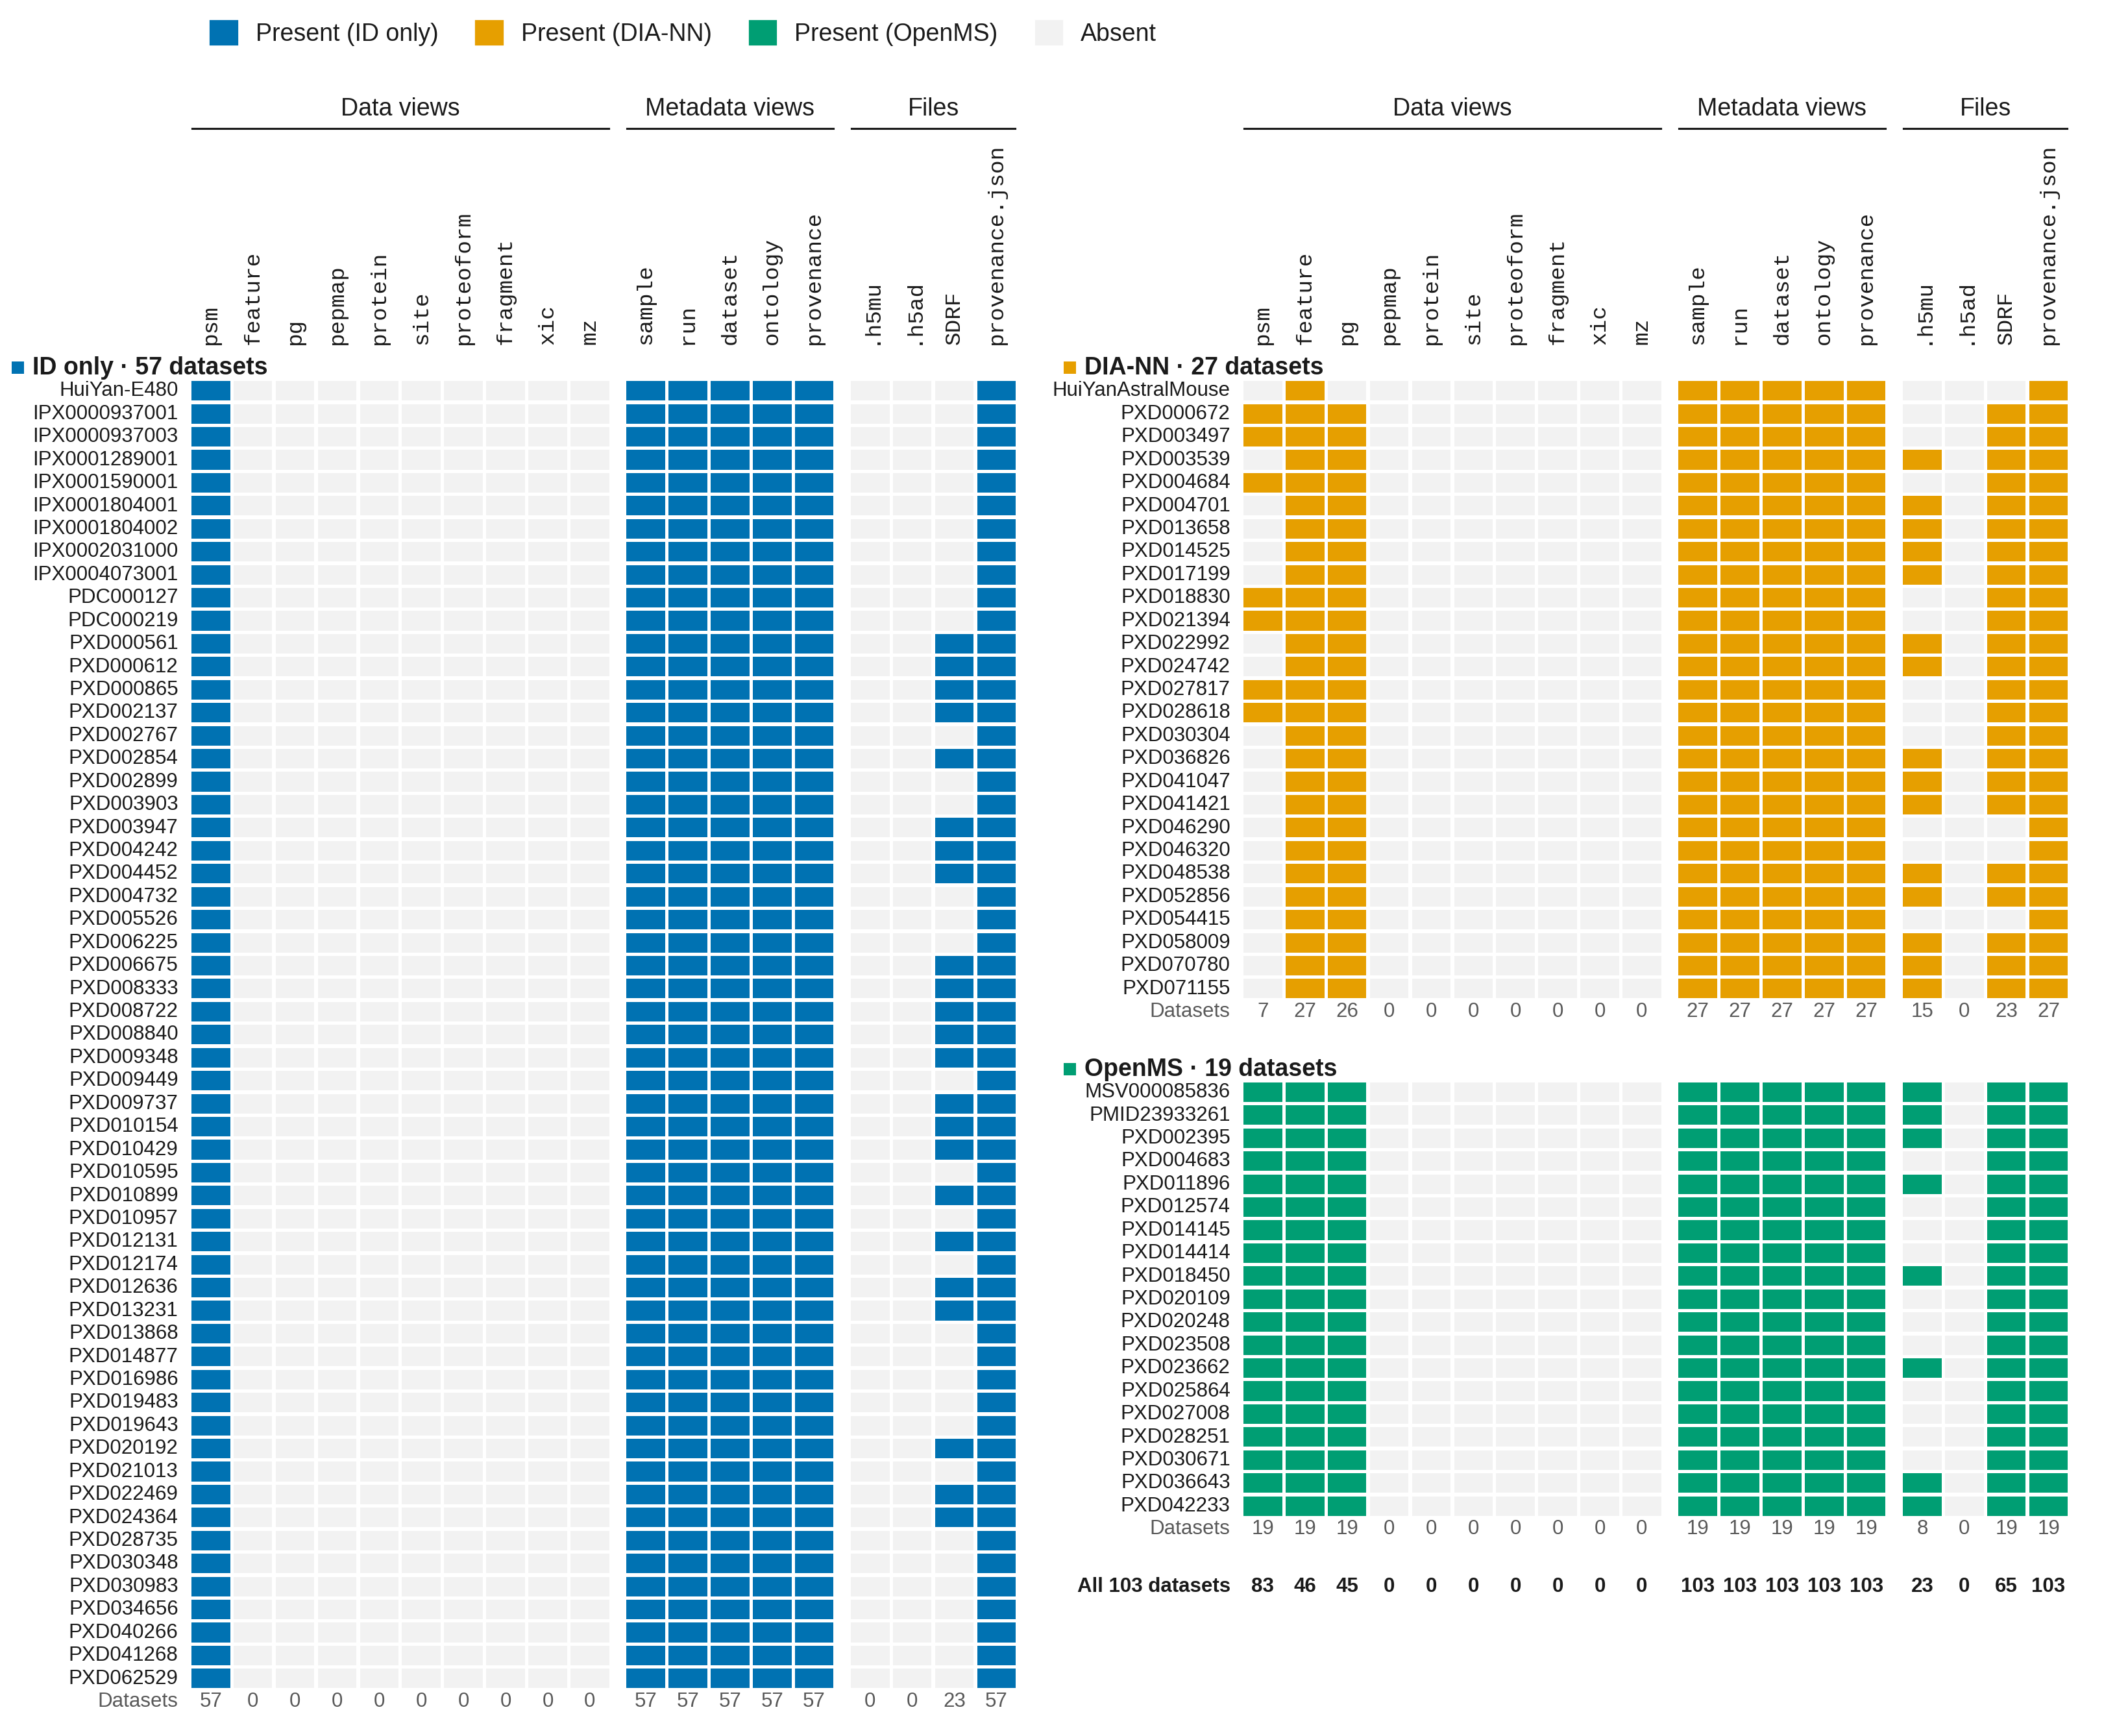 Present (ID only) Present (DIA-NN) Present (OpenMS) Absent
Data views Metadata views Files
psm feature pg pepmap protein site proteoform fragment xic mz sample run dataset ontology provenance .h5mu .h5ad SDRF provenance.json
ID only · 57 datasets
HuiYan-E480
IPX0000937001
IPX0000937003
IPX0001289001
IPX0001590001
IPX0001804001
IPX0001804002
IPX0002031000
IPX0004073001
PDC000127
PDC000219
PXD000561
PXD000612
PXD000865
PXD002137
PXD002767
PXD002854
PXD002899
PXD003903
PXD003947
PXD004242
PXD004452
PXD004732
PXD005526
PXD006225
PXD006675
PXD008333
PXD008722
PXD008840
PXD009348
PXD009449
PXD009737
PXD010154
PXD010429
PXD010595
PXD010899
PXD010957
PXD012131
PXD012174
PXD012636
PXD013231
PXD013868
PXD014877
PXD016986
PXD019483
PXD019643
PXD020192
PXD021013
PXD022469
PXD024364
PXD028735
PXD030348
PXD030983
PXD034656
PXD040266
PXD041268
PXD062529
Datasets 57 0 0 0 0 0 0 0 0 0 57 57 57 57 57 0 0 23 57
Data views Metadata views Files
psm feature pg pepmap protein site proteoform fragment xic mz sample run dataset ontology provenance .h5mu .h5ad SDRF provenance.json
DIA-NN · 27 datasets
HuiYanAstralMouse
PXD000672
PXD003497
PXD003539
PXD004684
PXD004701
PXD013658
PXD014525
PXD017199
PXD018830
PXD021394
PXD022992
PXD024742
PXD027817
PXD028618
PXD030304
PXD036826
PXD041047
PXD041421
PXD046290
PXD046320
PXD048538
PXD052856
PXD054415
PXD058009
PXD070780
PXD071155
Datasets 7 27 26 0 0 0 0 0 0 0 27 27 27 27 27 15 0 23 27
OpenMS · 19 datasets
MSV000085836
PMID23933261
PXD002395
PXD004683
PXD011896
PXD012574
PXD014145
PXD014414
PXD018450
PXD020109
PXD020248
PXD023508
PXD023662
PXD025864
PXD027008
PXD028251
PXD030671
PXD036643
PXD042233
Datasets 19 19 19 0 0 0 0 0 0 0 19 19 19 19 19 8 0 19 19
All 103 datasets 83 46 45 0 0 0 0 0 0 0 103 103 103 103 103 23 0 65 103